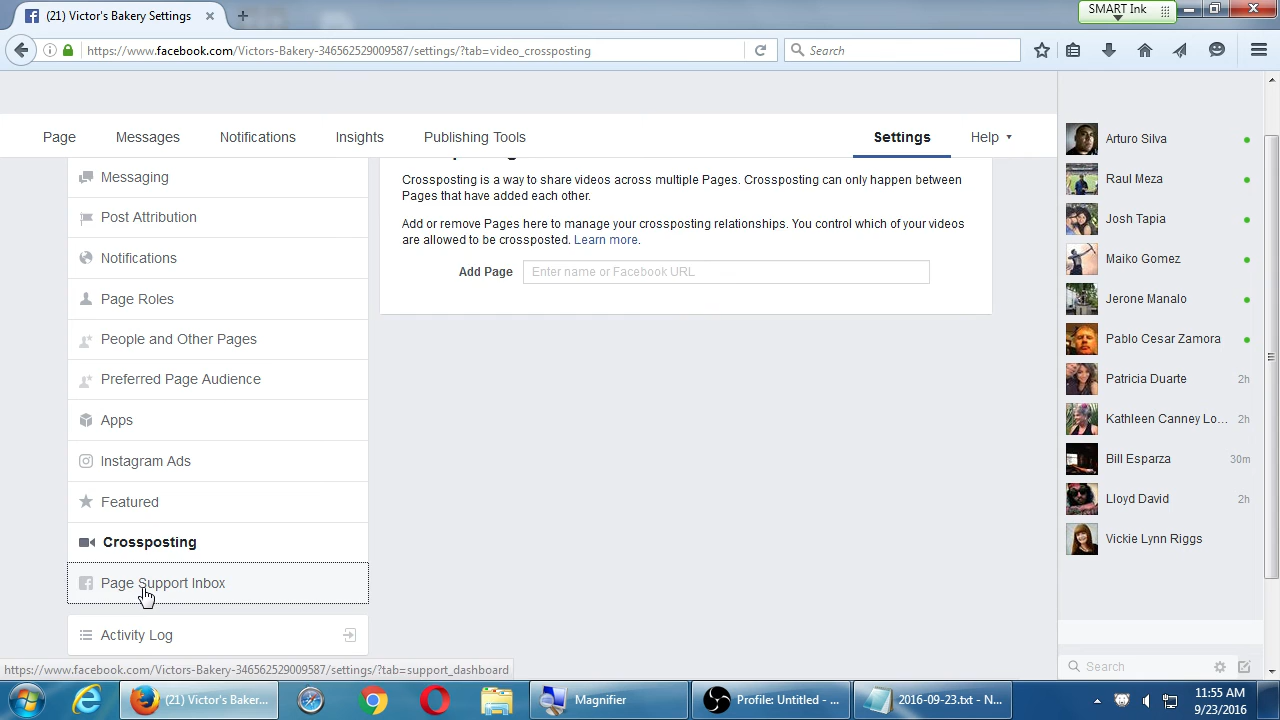 (21) Victor's Bakery Settings
SMART Ink
https://www.facebook.com/Victors-Bakery-346562529009587/settings/?tab=video_crossposting
Search
Page
Messages
Notifications
Insights
Publishing Tools
Settings
Help
Messaging
Post Attribution
Notifications
Page Roles
People and Other Pages
Preferred Page Audience
Apps
Instagram Ads
Featured
Crossposting
Page Support Inbox
Activity Log
Crossposting is a way to share videos across multiple Pages. Crossposting can only happen between
Pages that have added each other.
Add or remove Pages here to manage your crossposting relationships. You control which of your videos
are allowed to be crossposted. Learn more.
Add Page
Enter name or Facebook URL
Arturo Silva
Raul Meza
Josh Tapia
Maiko Gomez
Jerone Manalo
Pablo Cesar Zamora
Patricia Duarte 2h
Kathleen Canney Lo... 2h
Bill Esparza 30m
Lloyd David 2h
Vickie Lynn Riggs
Search
https://www.facebook.com/Victors-Bakery-346562529009587/settings/?tab=support_dashboard
(21) Victor's Baker...
Magnifier
Profile: Untitled - ...
2016-09-23.txt - N...
11:55 AM
9/23/2016